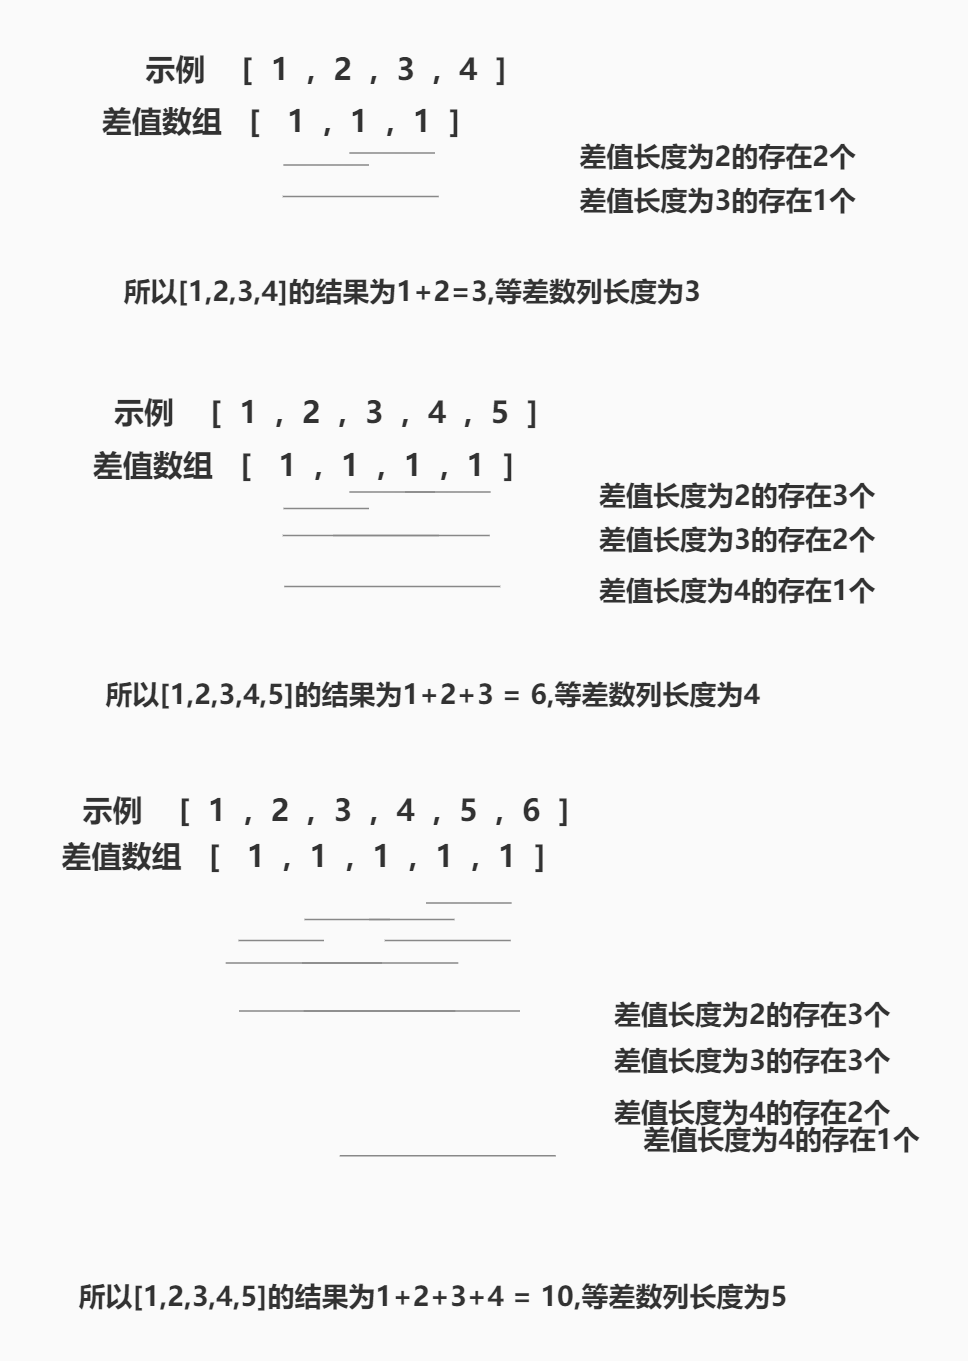 示例 [ 1 , 2 , 3 , 4 ]
差值数组 [ 1 , 1 , 1 ]
差值长度为2的存在2个
差值长度为3的存在1个
所以[1,2,3,4]的结果为1+2=3,等差数列长度为3
示例 [ 1 , 2 , 3 , 4 , 5 ]
差值数组 [ 1 , 1 , 1 , 1 ]
差值长度为2的存在3个
差值长度为3的存在2个
差值长度为4的存在1个
所以[1,2,3,4,5]的结果为1+2+3 = 6,等差数列长度为4
示例 [ 1 , 2 , 3 , 4 , 5 , 6 ]
差值数组 [ 1 , 1 , 1 , 1 , 1 ]
差值长度为2的存在3个
差值长度为3的存在3个
差值长度为4的存在2个
差值长度为4的存在1个
所以[1,2,3,4,5]的结果为1+2+3+4 = 10,等差数列长度为5